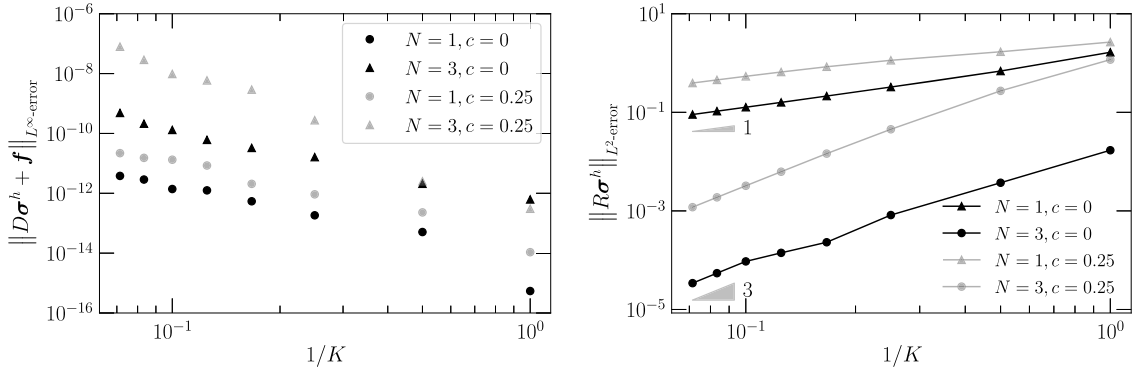 ||Dσ^h + f||_{L^∞-error}
10^{-6}
10^{-8}
10^{-10}
10^{-12}
10^{-14}
10^{-16}
N = 1, c = 0
N = 3, c = 0
N = 1, c = 0.25
N = 3, c = 0.25
10^{-1}
10^0
1/K
||Rσ^h||_{L^2-error}
10^1
10^{-1}
10^{-3}
10^{-5}
1
3
N = 1, c = 0
N = 3, c = 0
N = 1, c = 0.25
N = 3, c = 0.25
10^{-1}
10^0
1/K